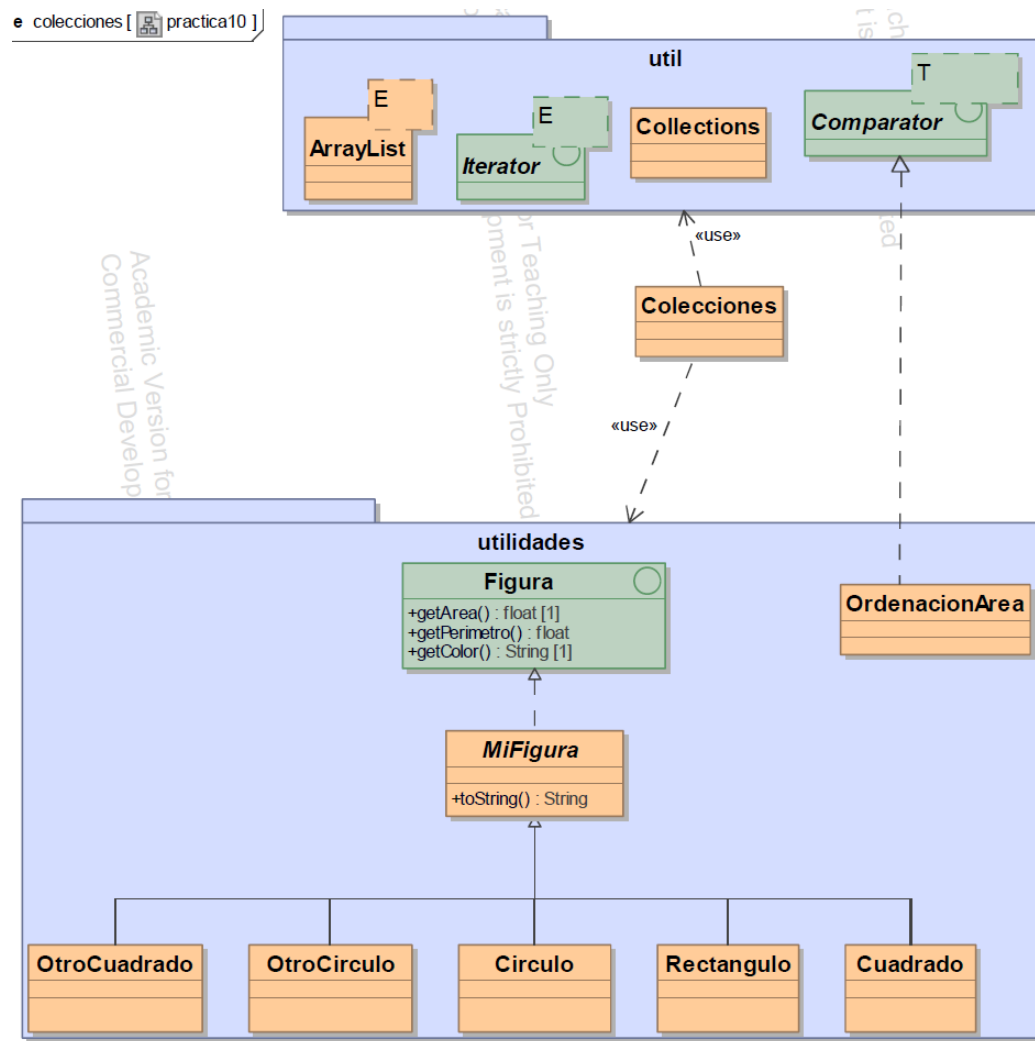 e colecciones [ practica10 ]
util
E
ArrayList
E
Iterator
Collections
T
Comparator
«use»
Colecciones
«use»
Academic Version for
Commercial Develop
or Teaching Only
pment is strictly Prohibited
utilidades
Figura
+getArea() : float [1]
+getPerimetro() : float
+getColor() : String [1]
OrdenacionArea
MiFigura
+toString() : String
OtroCuadrado
OtroCirculo
Circulo
Rectangulo
Cuadrado